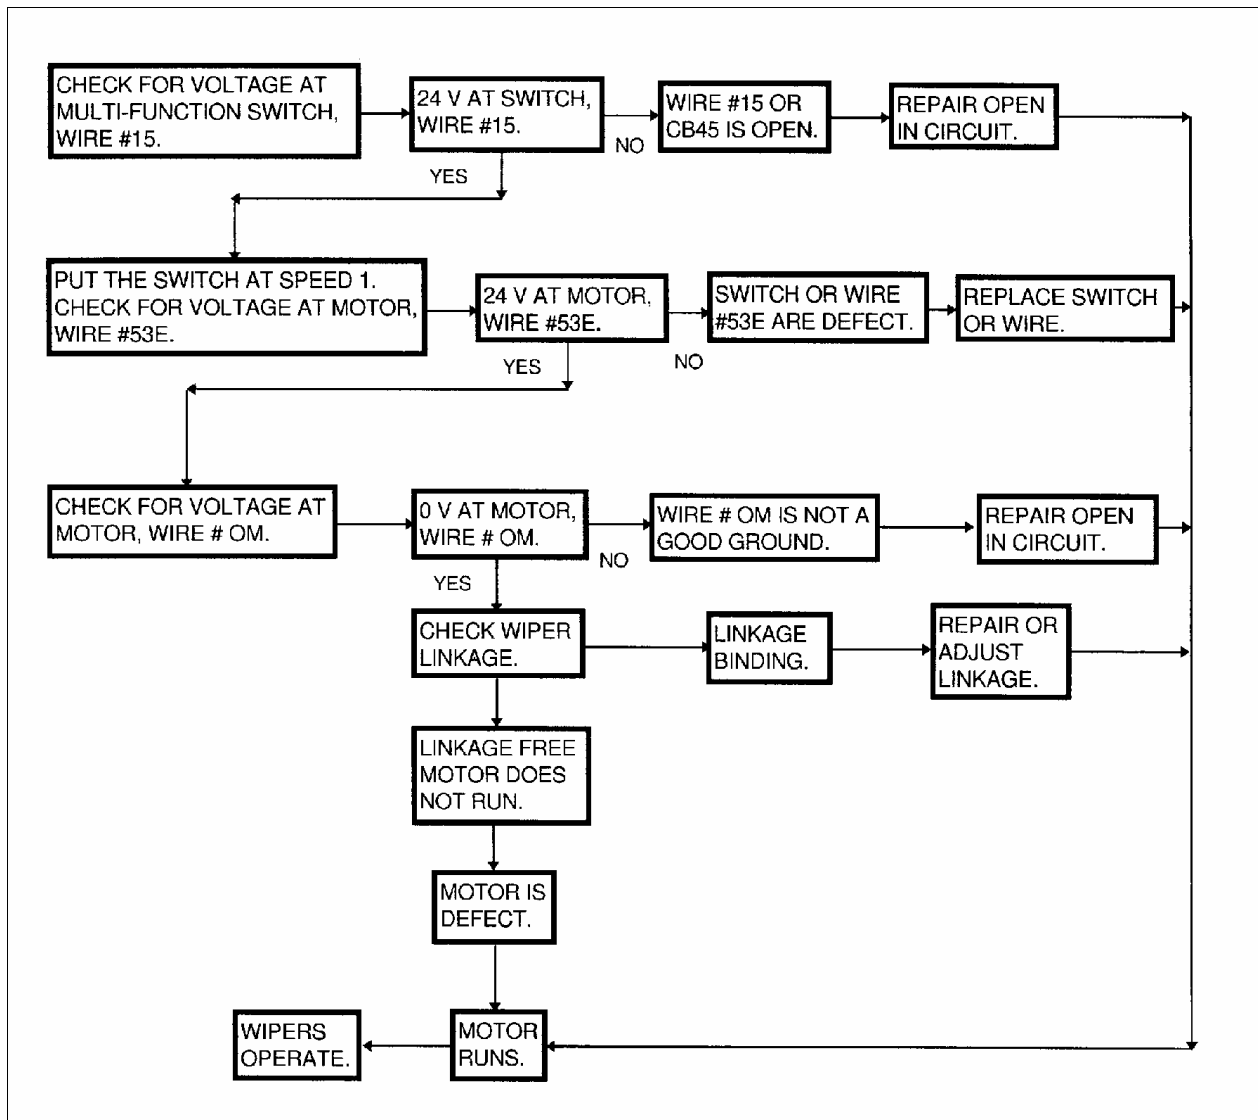 CHECK FOR VOLTAGE AT
MULTI-FUNCTION SWITCH,
WIRE #15.
24 V AT SWITCH,
WIRE #15.
NO
WIRE #15 OR
CB45 IS OPEN.
REPAIR OPEN
IN CIRCUIT.
YES
PUT THE SWITCH AT SPEED 1.
CHECK FOR VOLTAGE AT MOTOR,
WIRE #53E.
24 V AT MOTOR,
WIRE #53E.
NO
SWITCH OR WIRE
#53E ARE DEFECT.
REPLACE SWITCH
OR WIRE.
YES
CHECK FOR VOLTAGE AT
MOTOR, WIRE # OM.
0 V AT MOTOR,
WIRE # OM.
NO
WIRE # OM IS NOT A
GOOD GROUND.
REPAIR OPEN
IN CIRCUIT.
YES
CHECK WIPER
LINKAGE.
LINKAGE
BINDING.
REPAIR OR
ADJUST
LINKAGE.
LINKAGE FREE
MOTOR DOES
NOT RUN.
MOTOR IS
DEFECT.
MOTOR
RUNS.
WIPERS
OPERATE.